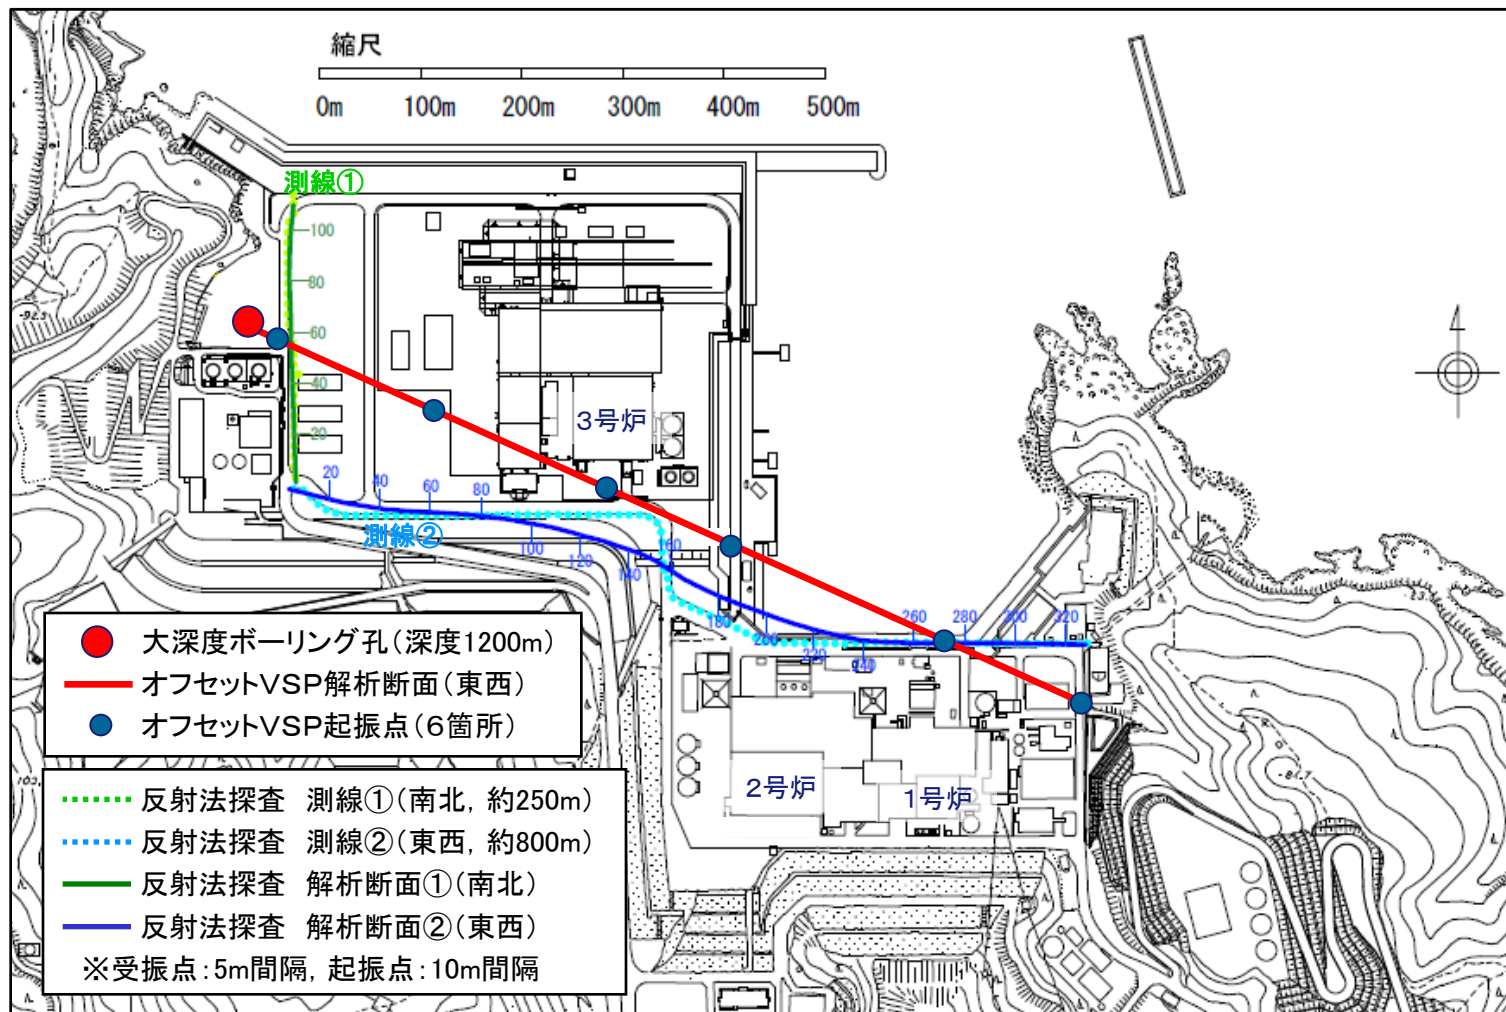 縮尺
0m 100m 200m 300m 400m 500m
測線①
100
80
60
40
20
3号炉
20 40 60 80
測線②
100 120 140 160
180 200 220 240 260 280 300 320
2号炉
1号炉
大深度ボーリング孔(深度1200m)
オフセットVSP解析断面(東西)
オフセットVSP起振点(6箇所)
反射法探査 測線①(南北, 約250m)
反射法探査 測線②(東西, 約800m)
反射法探査 解析断面①(南北)
反射法探査 解析断面②(東西)
※受振点:5m間隔, 起振点:10m間隔